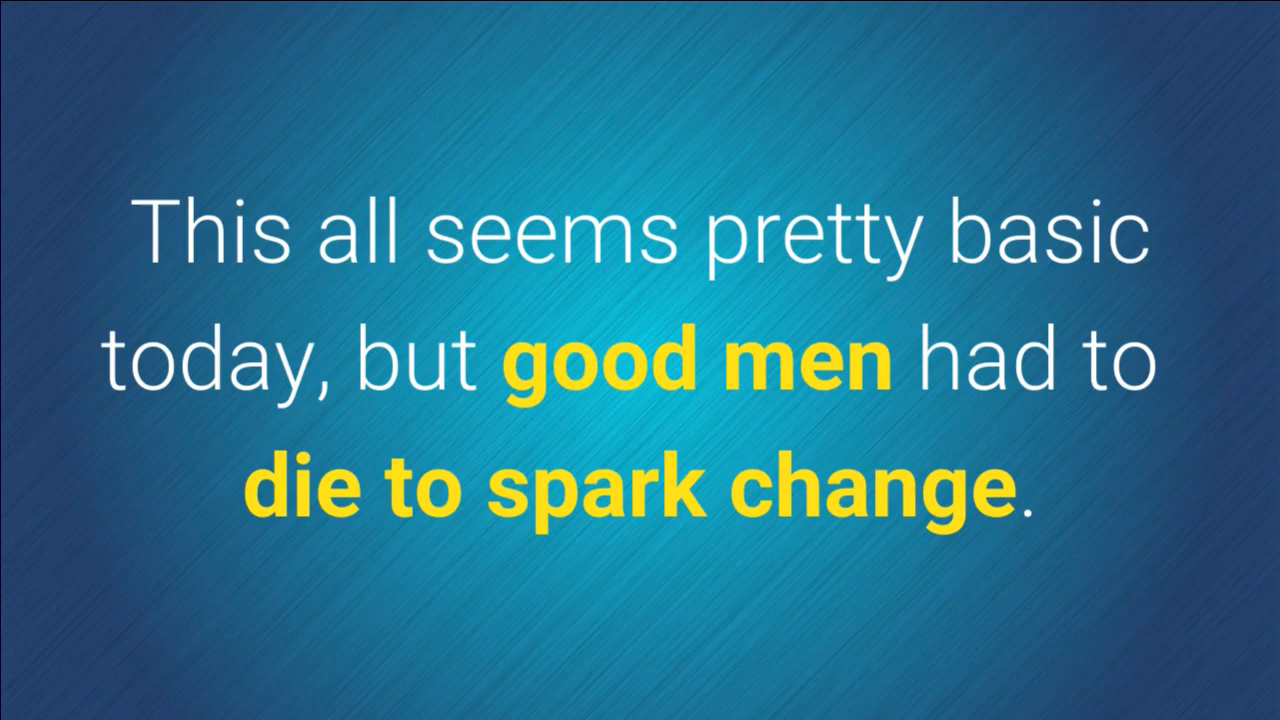 This all seems pretty basic
today, but good men had to
die to spark change.